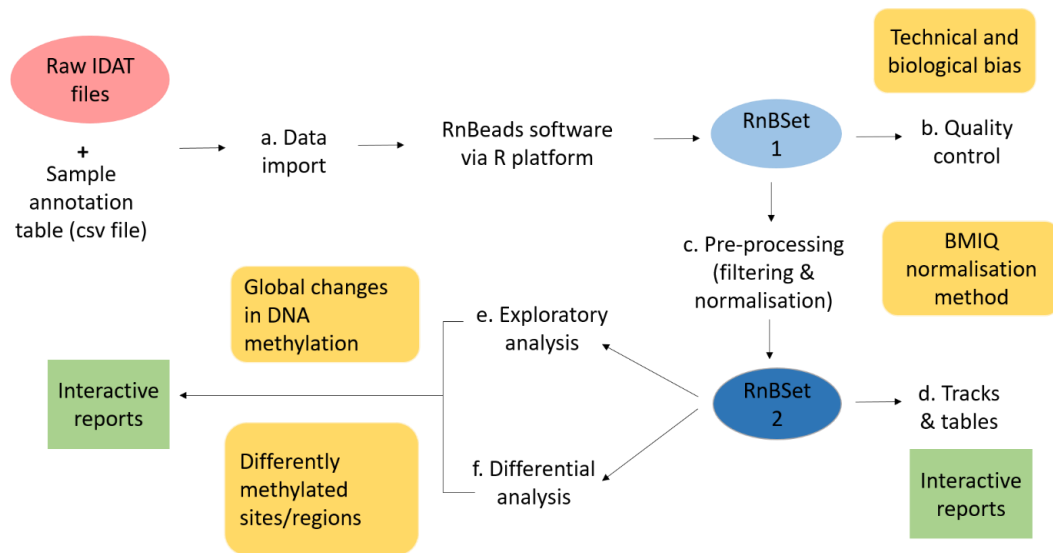 Raw IDAT
files
+
Sample
annotation
table (csv file)
a. Data
import
RnBeads software
via R platform
RnBSet
1
Technical and
biological bias
b. Quality
control
c. Pre-processing
(filtering &
normalisation)
BMIQ
normalisation
method
Global changes
in DNA
methylation
e. Exploratory
analysis
Interactive
reports
RnBSet
2
d. Tracks
& tables
Differently
methylated
sites/regions
f. Differential
analysis
Interactive
reports